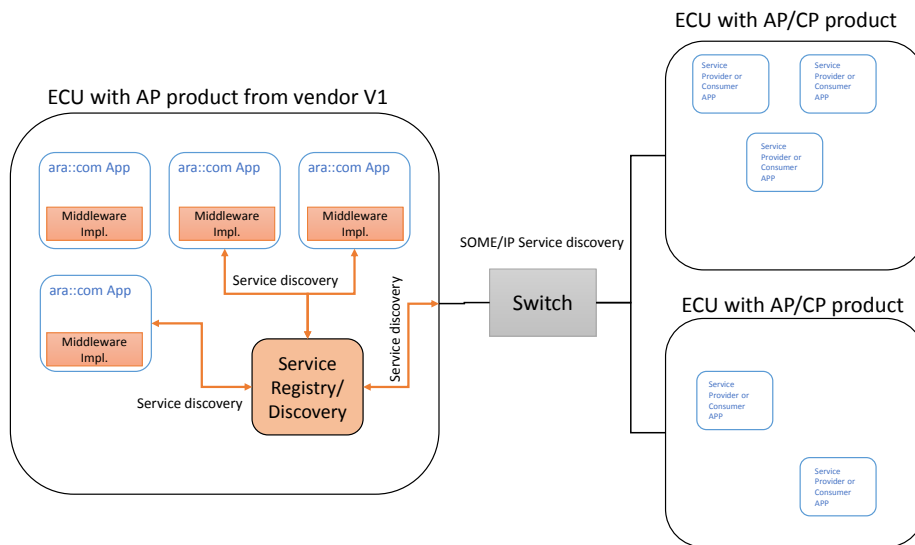 ECU with AP product from vendor V1
ara::com App
Middleware
Impl.
ara::com App
Middleware
Impl.
ara::com App
Middleware
Impl.
Service discovery
ara::com App
Middleware
Impl.
Service discovery
Service
Registry/
Discovery
Service discovery
SOME/IP Service discovery
Switch
ECU with AP/CP product
Service
Provider or
Consumer
APP
Service
Provider or
Consumer
APP
Service
Provider or
Consumer
APP
ECU with AP/CP product
Service
Provider or
Consumer
APP
Service
Provider or
Consumer
APP